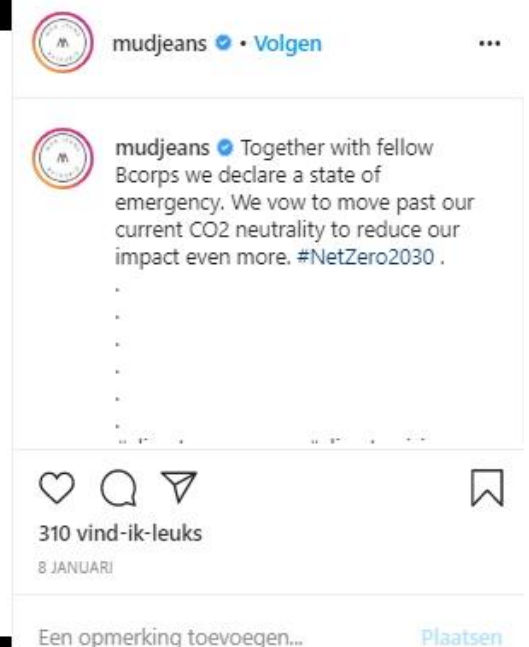 mudjeans • Volgen
mudjeans Together with fellow
Bcorps we declare a state of
emergency. We vow to move past our
current CO2 neutrality to reduce our
impact even more. #NetZero2030 .
.
.
.
.
.
.
310 vind-ik-leuks
8 JANUARI
Een opmerking toevoegen...
Plaatsen